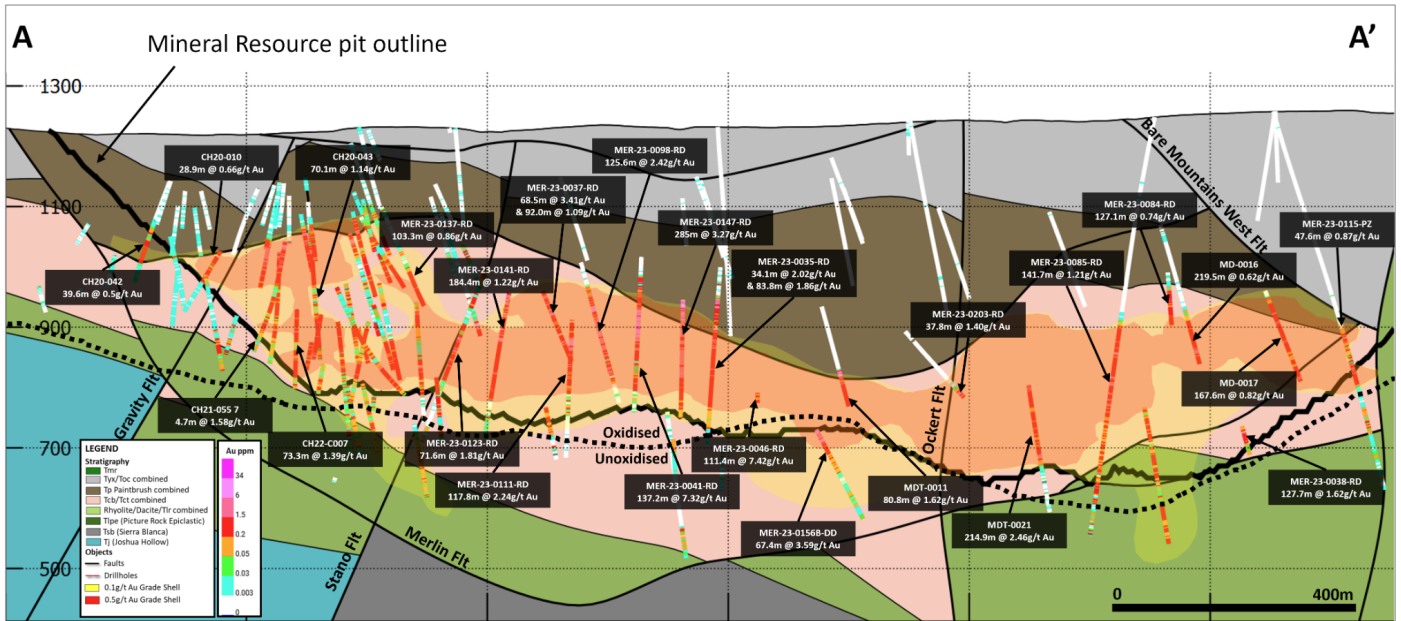 A
A’
Mineral Resource pit outline
1300
1100
900
700
500
CH20-010
28.9m @ 0.66g/t Au
CH20-043
70.1m @ 1.14g/t Au
MER-23-0098-RD
125.6m @ 2.42g/t Au
MER-23-0037-RD
68.5m @ 3.41g/t Au
& 92.0m @ 1.09g/t Au
MER-23-0137-RD
103.3m @ 0.86g/t Au
MER-23-0147-RD
285m @ 3.27g/t Au
MER-23-0141-RD
184.4m @ 1.22g/t Au
MER-23-0035-RD
34.1m @ 2.02g/t Au
& 83.8m @ 1.86g/t Au
MER-23-0084-RD
127.1m @ 0.74g/t Au
Bare Mountains West Flt
MER-23-0115-PZ
47.6m @ 0.87g/t Au
MER-23-0085-RD
141.7m @ 1.21g/t Au
MD-0016
219.5m @ 0.62g/t Au
CH20-042
39.6m @ 0.5g/t Au
MER-23-0203-RD
37.8m @ 1.40g/t Au
MD-0017
167.6m @ 0.82g/t Au
Gravity Flt
CH21-055 7
4.7m @ 1.58g/t Au
CH22-C007
73.3m @ 1.39g/t Au
MER-23-0123-RD
71.6m @ 1.81g/t Au
Oxidised
Unoxidised
MER-23-0046-RD
111.4m @ 7.42g/t Au
Ockert Flt
MER-23-0111-RD
117.8m @ 2.24g/t Au
MER-23-0041-RD
137.2m @ 7.32g/t Au
MDT-0011
80.8m @ 1.62g/t Au
MER-23-0038-RD
127.7m @ 1.62g/t Au
MER-23-0156B-DD
67.4m @ 3.59g/t Au
MDT-0021
214.9m @ 2.46g/t Au
Stano Flt
Merlin Flt
LEGEND
Stratigraphy
Tmr
Tyx/Toc combined
Tp Paintbrush combined
Tcb/Tct combined
Rhyolite/Dacite/Tlr combined
Tlpe (Picture Rock Epiclastic)
Tsb (Sierra Blanca)
Tj (Joshua Hollow)
Objects
Faults
Drillholes
0.1g/t Au Grade Shell
0.5g/t Au Grade Shell
Au ppm
34
6
1.5
0.2
0.05
0.03
0.003
0
0
400m